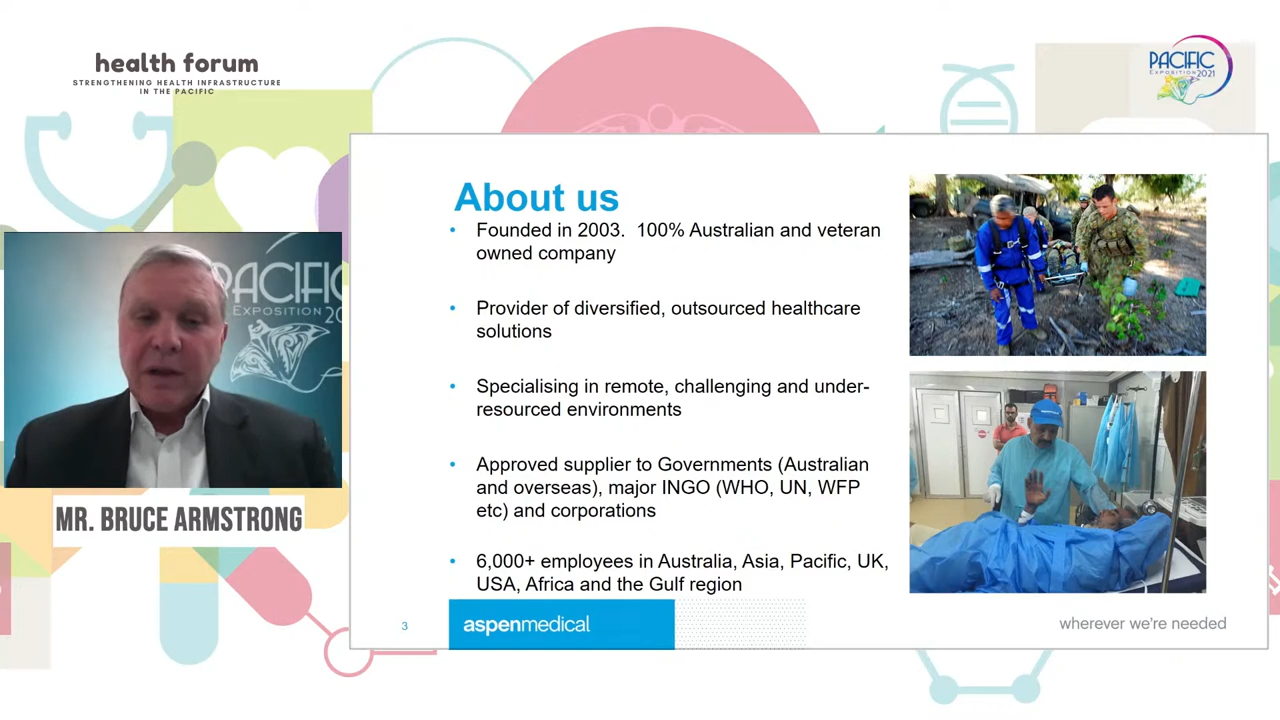 health forum
STRENGTHENING HEALTH INFRASTRUCTURE
IN THE PACIFIC
PACIFIC
EXPOSITION 2021
PACIFIC
EXPOSITION 20
MR. BRUCE ARMSTRONG
About us
• Founded in 2003.  100% Australian and veteran
owned company
• Provider of diversified, outsourced healthcare
solutions
• Specialising in remote, challenging and under-
resourced environments
• Approved supplier to Governments (Australian
and overseas), major INGO (WHO, UN, WFP
etc) and corporations
• 6,000+ employees in Australia, Asia, Pacific, UK,
USA, Africa and the Gulf region
3
aspenmedical
wherever we're needed